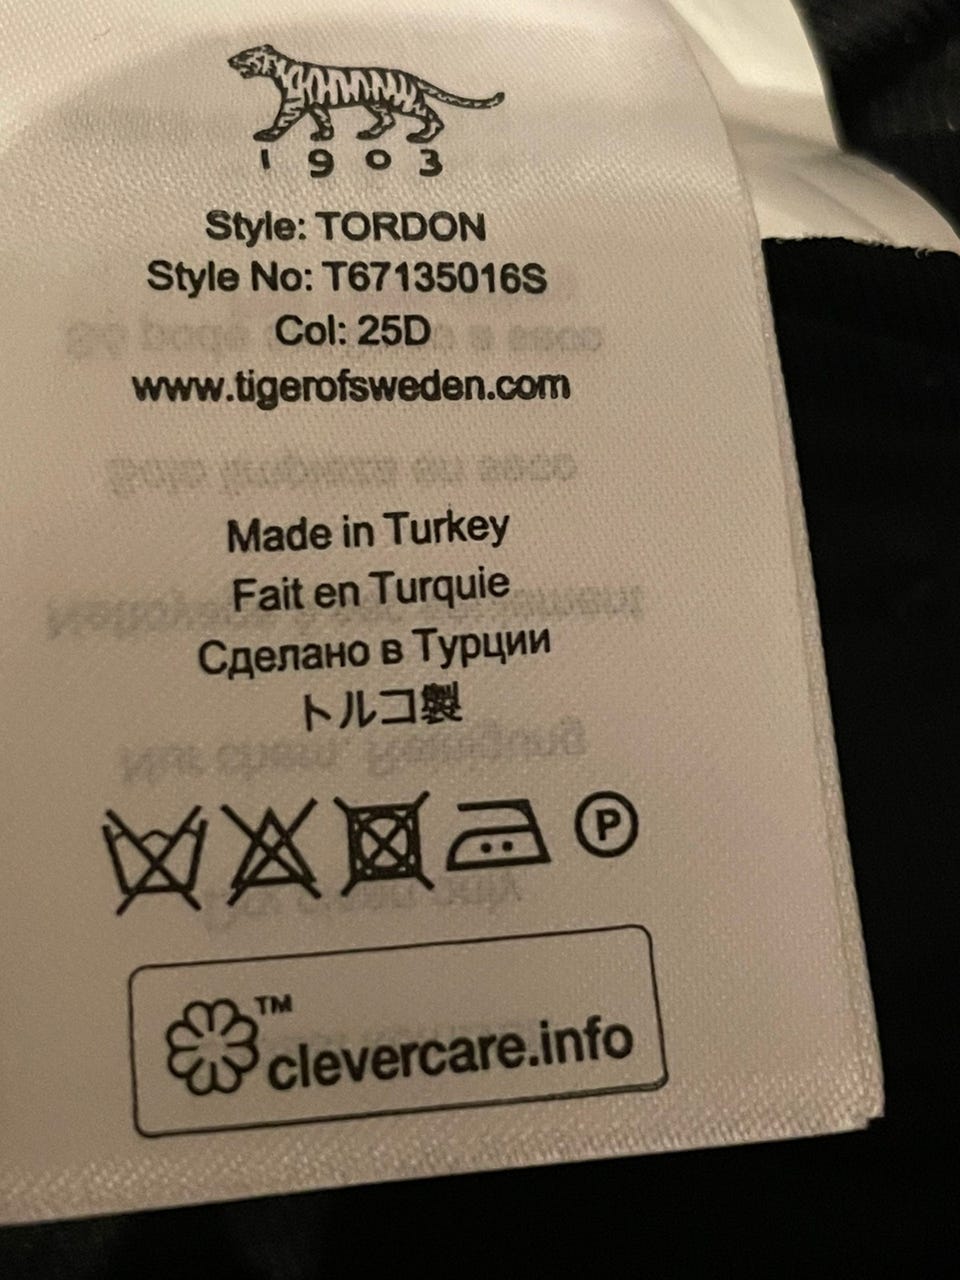 1903
Style: TORDON
Style No: T67135016S
Col: 25D
www.tigerofsweden.com
Made in Turkey
Fait en Turquie
Сделано в Турции
トルコ製
P
TM
clevercare.info